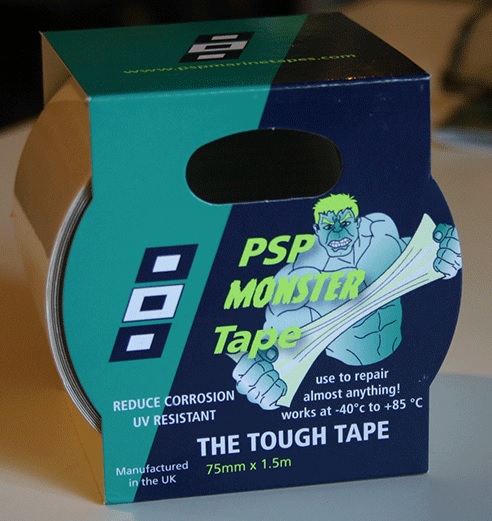 www.pspmarinetapes.com
PSP
MONSTER
Tape
REDUCE CORROSION
UV RESISTANT
use to repair
almost anything!
works at -40°c to +85 °C
THE TOUGH TAPE
Manufactured
in the UK
75mm x 1.5m